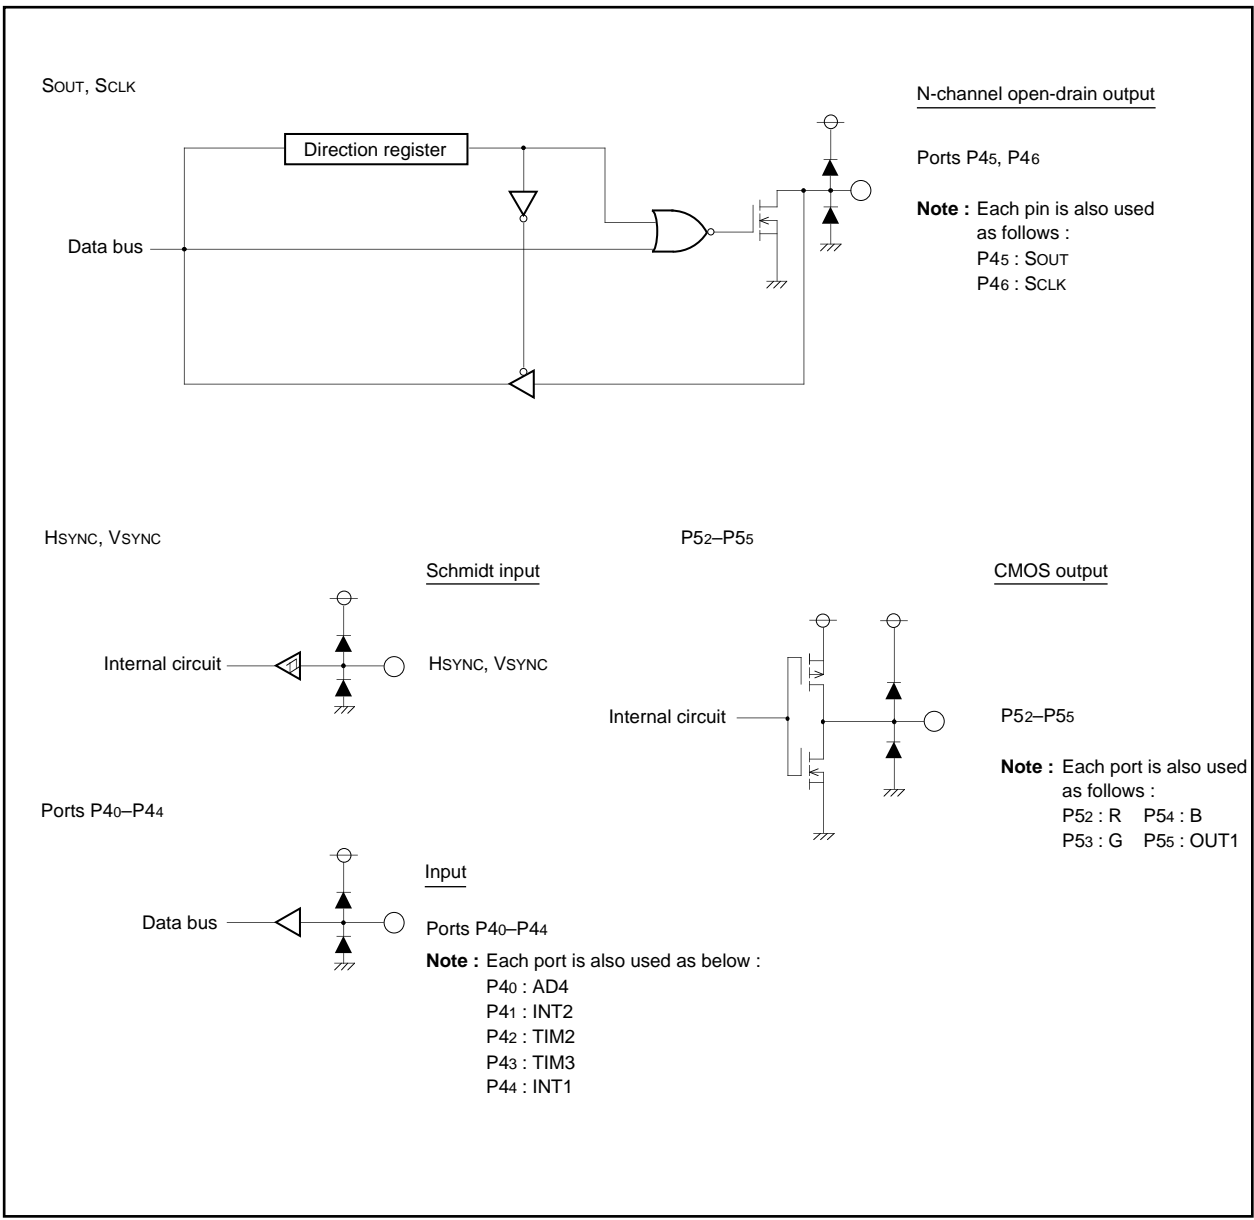 SOUT, SCLK
N-channel open-drain output
Direction register
Ports P45, P46
Note : Each pin is also used
as follows :
P45 : SOUT
P46 : SCLK
Data bus
HSYNC, VSYNC
Schmidt input
Internal circuit
HSYNC, VSYNC
P52–P55
CMOS output
Internal circuit
P52–P55
Note : Each port is also used
as follows :
P52 : R P54 : B
P53 : G P55 : OUT1
Ports P40–P44
Input
Data bus
Ports P40–P44
Note : Each port is also used as below :
P40 : AD4
P41 : INT2
P42 : TIM2
P43 : TIM3
P44 : INT1